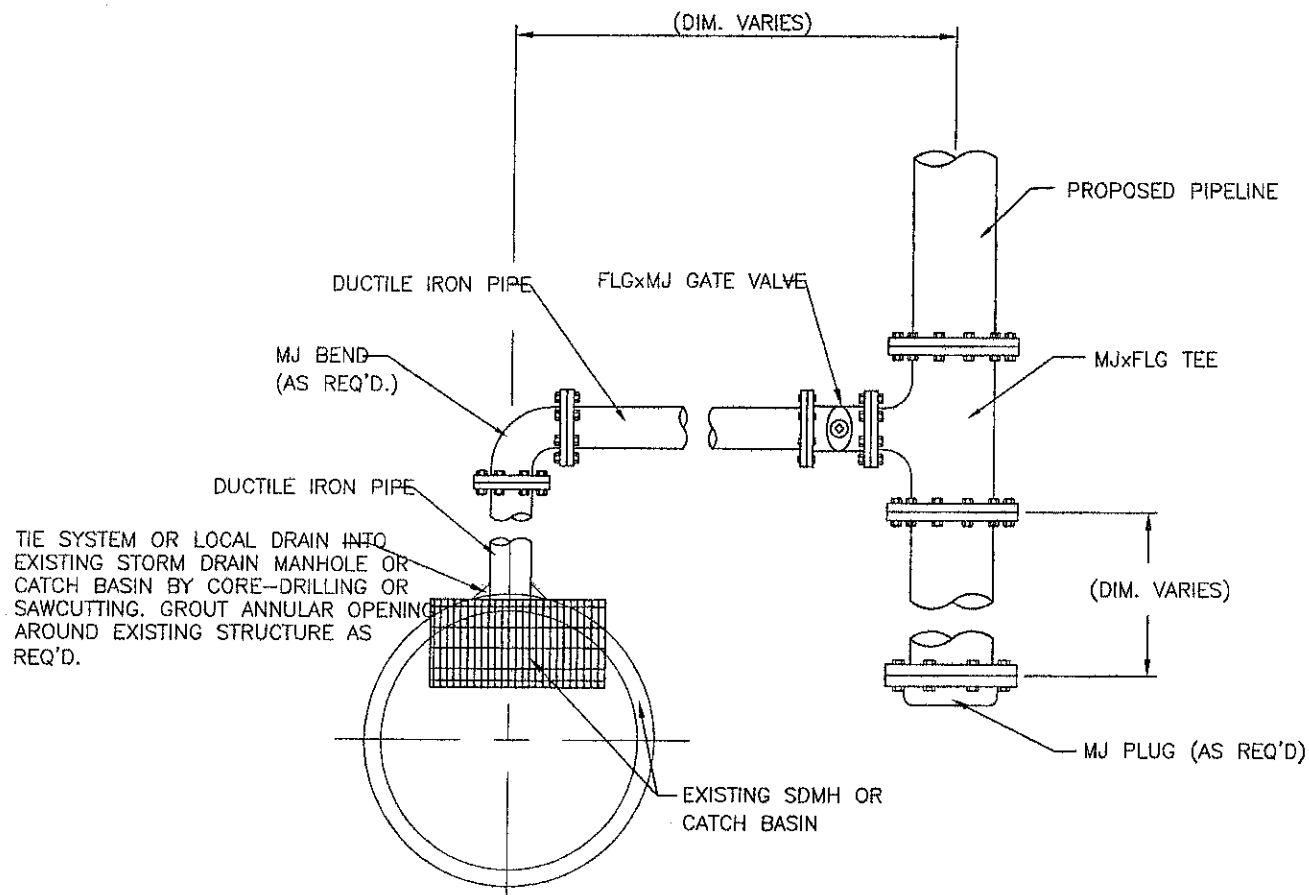 (DIM. VARIES)
PROPOSED PIPELINE
DUCTILE IRON PIPE
FLGxMJ GATE VALVE
MJ BEND
(AS REQ'D.)
MJxFLG TEE
DUCTILE IRON PIPE
TIE SYSTEM OR LOCAL DRAIN INTO
EXISTING STORM DRAIN MANHOLE OR
CATCH BASIN BY CORE-DRILLING OR
SAWCUTTING. GROUT ANNULAR OPENING
AROUND EXISTING STRUCTURE AS
REQ'D.
(DIM. VARIES)
MJ PLUG (AS REQ'D)
EXISTING SDMH OR
CATCH BASIN